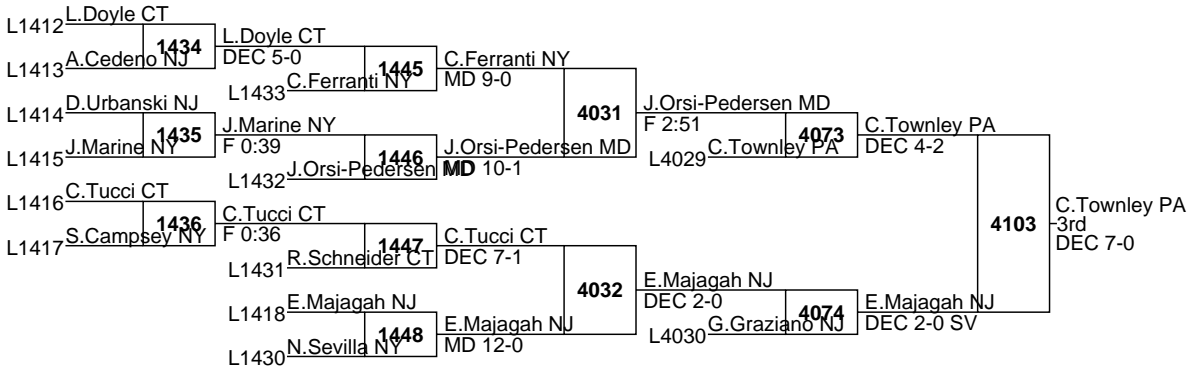 L1412 L.Doyle CT
1434
L1413 A.Cedeno NJ
L.Doyle CT
DEC 5-0
1445
L1433 C.Ferranti NY
C.Ferranti NY
MD 9-0
L1414 D.Urbanski NJ
1435
L1415 J.Marine NY
J.Marine NY
F 0:39
1446
L1432 J.Orsi-Pedersen MD
J.Orsi-Pedersen MD
MD 10-1
4031
J.Orsi-Pedersen MD
F 2:51
4073
L4029 C.Townley PA
C.Townley PA
DEC 4-2
L1416 C.Tucci CT
1436
L1417 S.Campsey NY
C.Tucci CT
F 0:36
1447
L1431 R.Schneider CT
C.Tucci CT
DEC 7-1
L1418 E.Majagah NJ
1448
L1430 N.Sevilla NY
E.Majagah NJ
MD 12-0
4032
E.Majagah NJ
DEC 2-0
4074
L4030 G.Graziano NJ
E.Majagah NJ
DEC 2-0 SV
4103
C.Townley PA
3rd
DEC 7-0